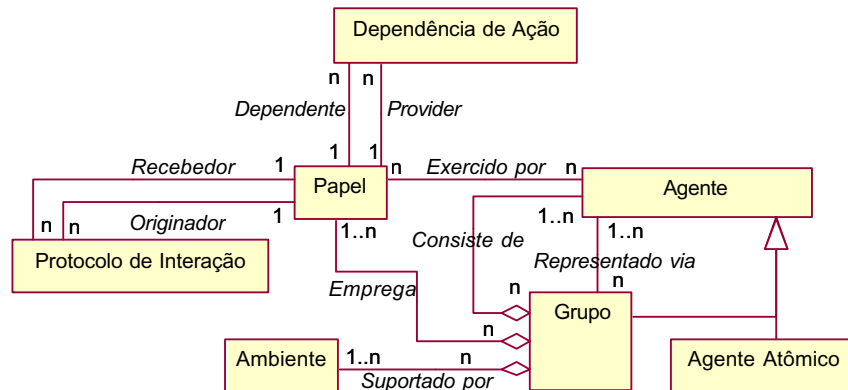 Dependência de Ação
n n
Dependente Provider
1 1
Recebedor 1 n Exercido por n
Papel Agente
Originador 1
n n 1..n 1..n 1..n
Consiste de
Protocolo de Interação
Representado via
Emprega n n
Grupo
n
Ambiente 1..n n Agente Atômico
Suportado por